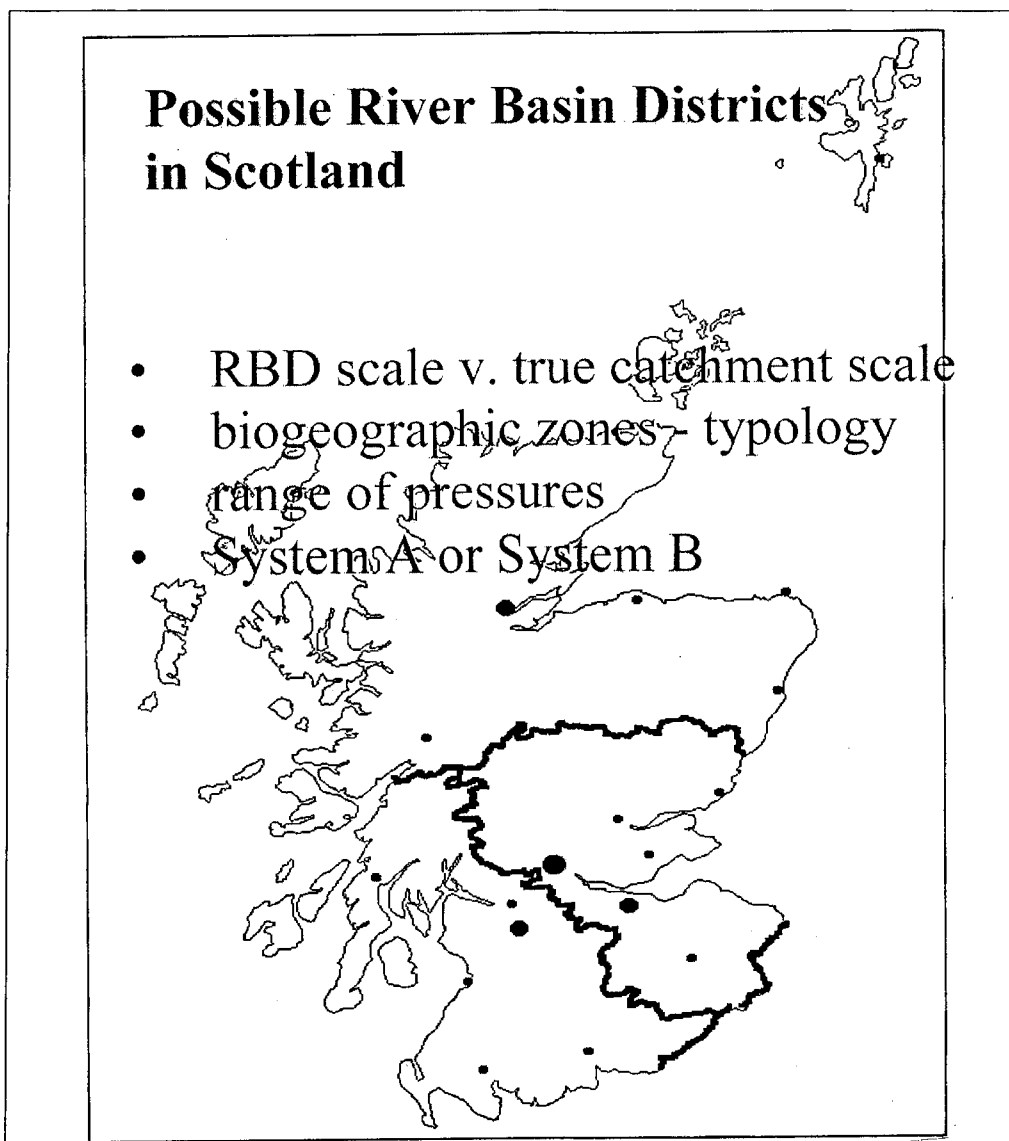 Possible River Basin Districts
in Scotland
• RBD scale v. true catchment scale
• biogeographic zones - typology
• range of pressures
• System A or System B